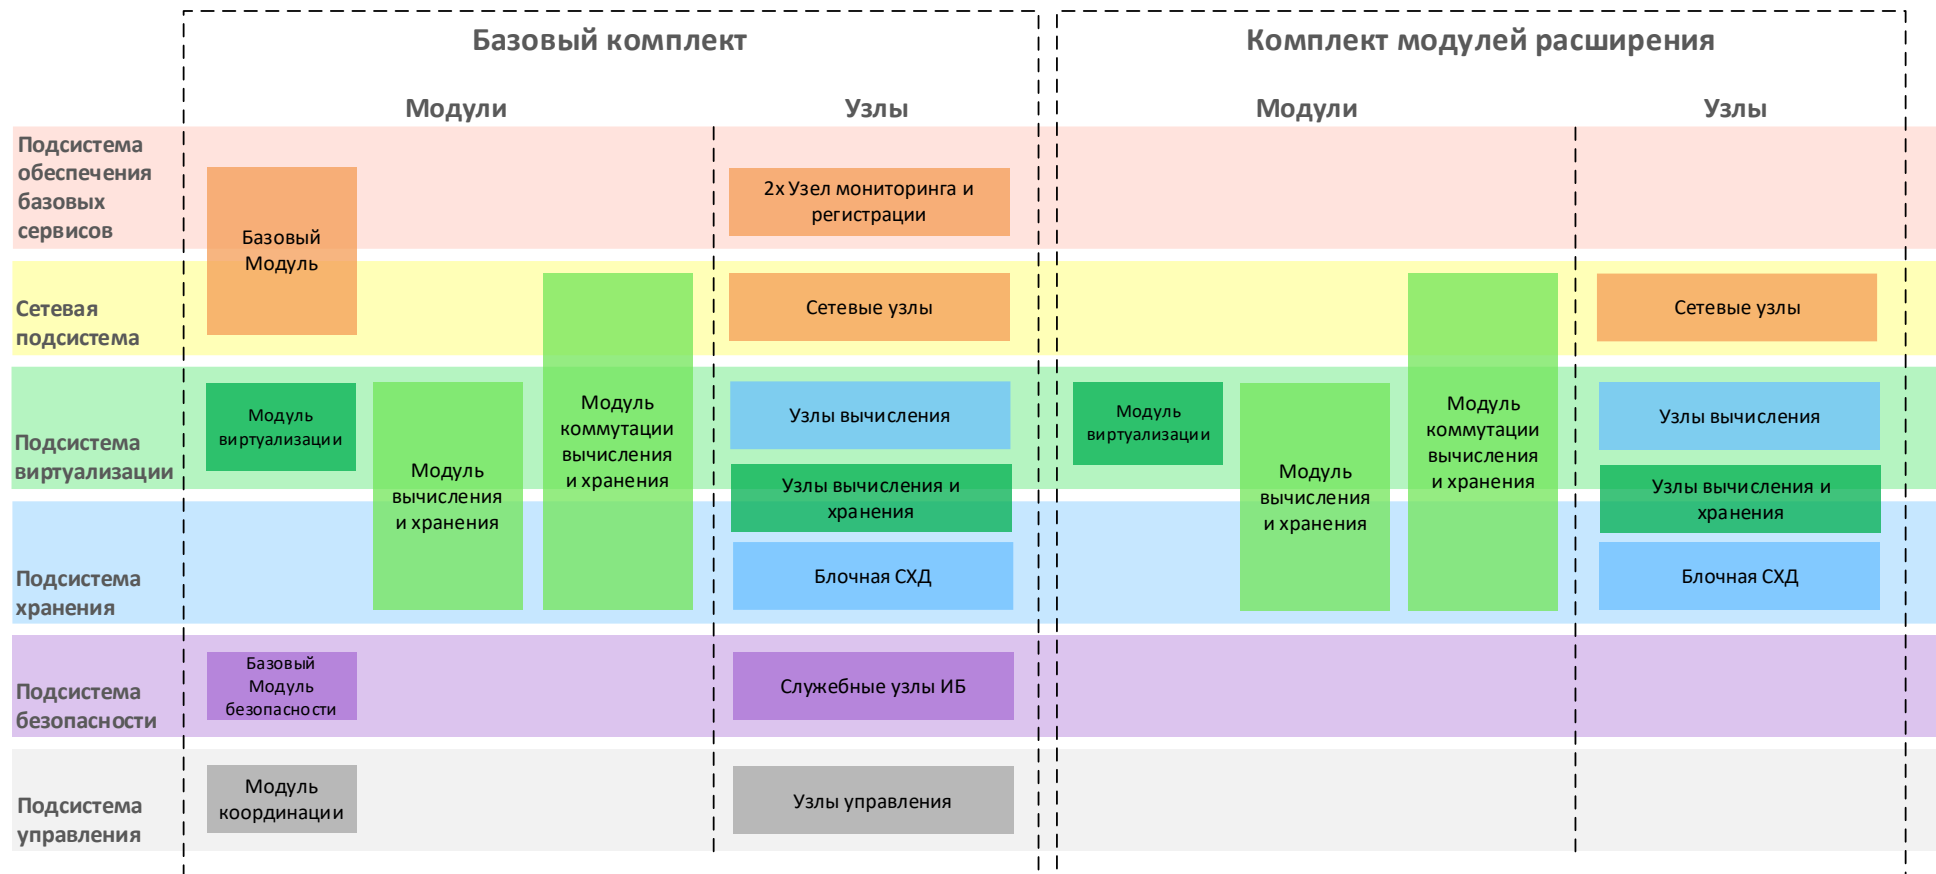 Базовый комплект
Комплект модулей расширения
Модули
Узлы
Модули
Узлы
Подсистема
обеспечения
базовых
сервисов
Базовый
Модуль
2x Узел мониторинга и
регистрации
Сетевая
подсистема
Сетевые узлы
Сетевые узлы
Подсистема
виртуализации
Модуль
виртуализации
Модуль
вычисления
и хранения
Модуль
коммутации
вычисления
и хранения
Узлы вычисления
Узлы вычисления и
хранения
Модуль
виртуализации
Модуль
вычисления
и хранения
Модуль
коммутации
вычисления
и хранения
Узлы вычисления
Узлы вычисления и
хранения
Подсистема
хранения
Блочная СХД
Блочная СХД
Подсистема
безопасности
Базовый
Модуль
безопасности
Служебные узлы ИБ
Подсистема
управления
Модуль
координации
Узлы управления